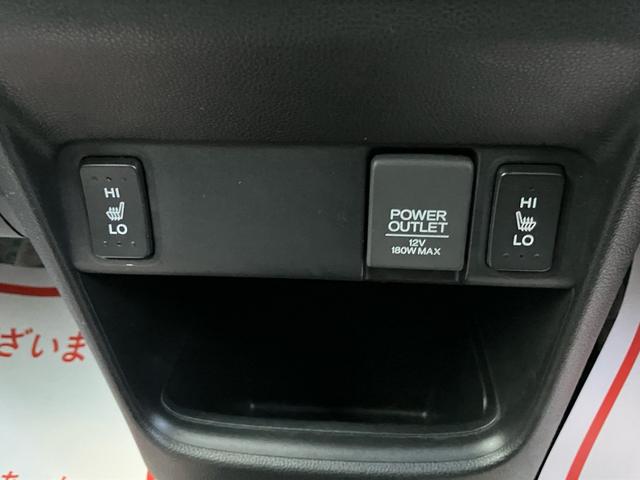 HI
LO
POWER
OUTLET
12V
180W MAX
HI
LO
ざいま